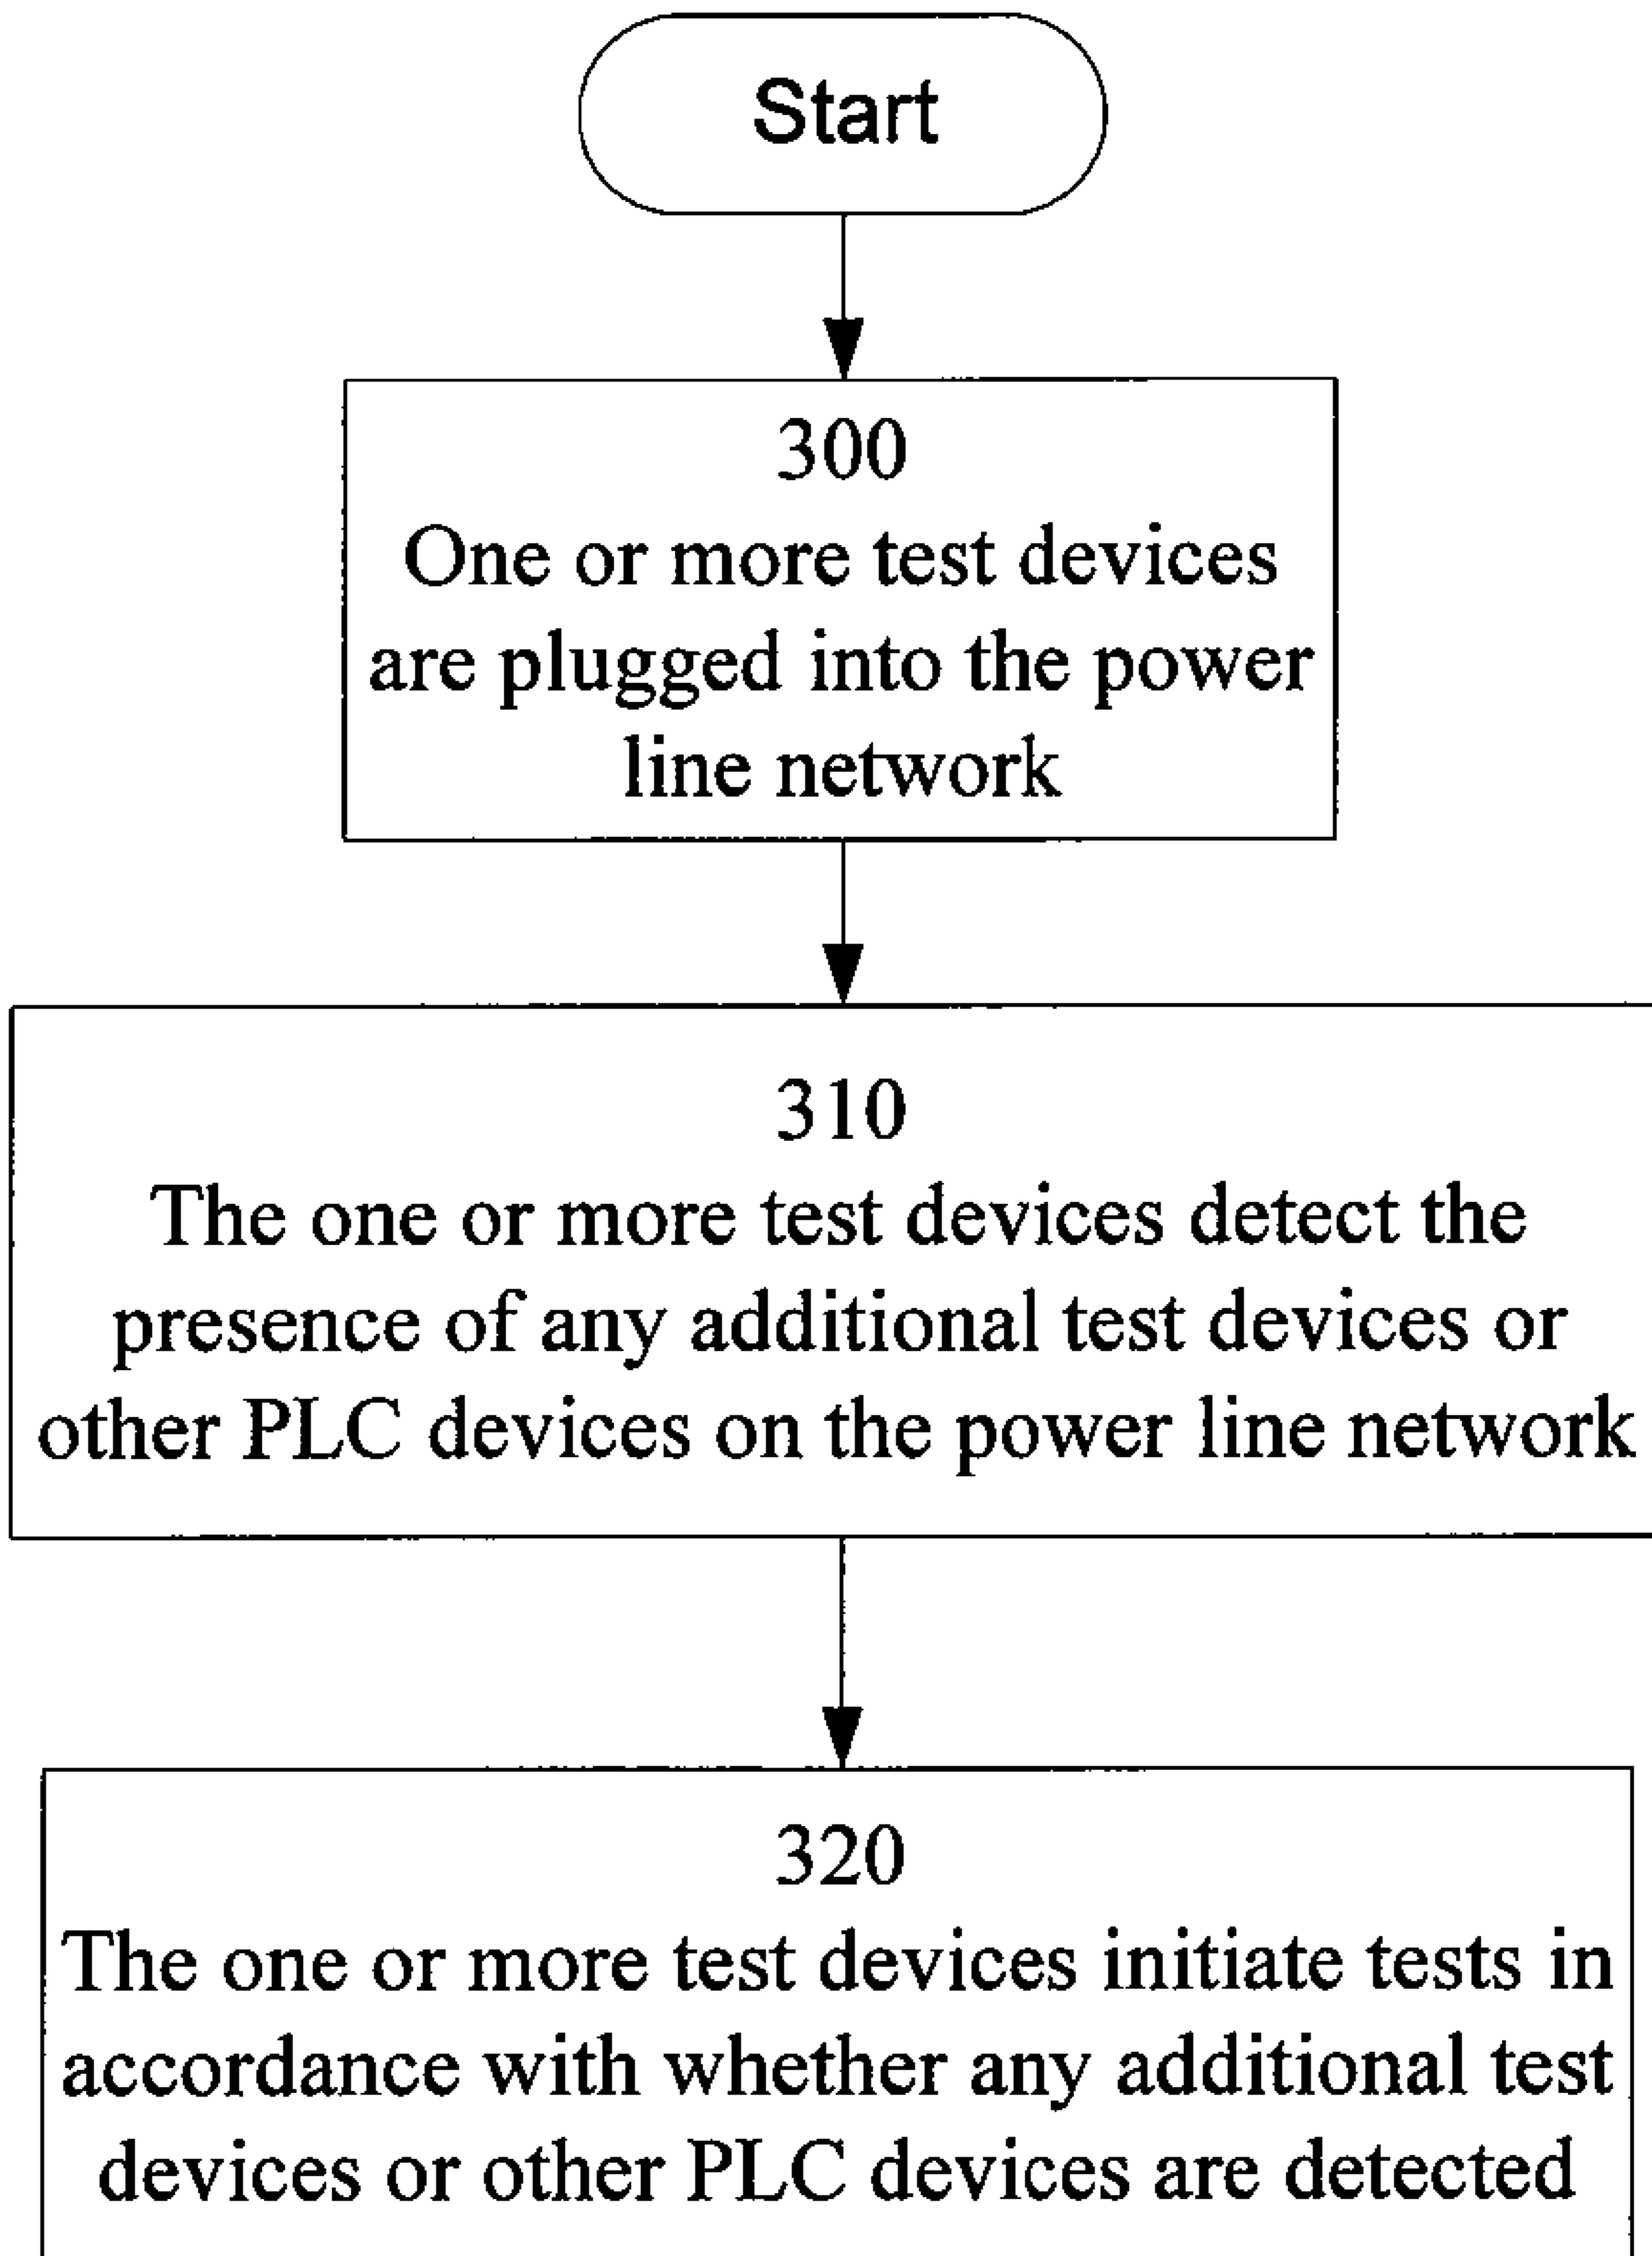 Start
300
One or more test devices
are plugged into the power
line network
310
The one or more test devices detect the
presence of any additional test devices or
other PLC devices on the power line network
320
The one or more test devices initiate tests in
accordance with whether any additional test
devices or other PLC devices are detected